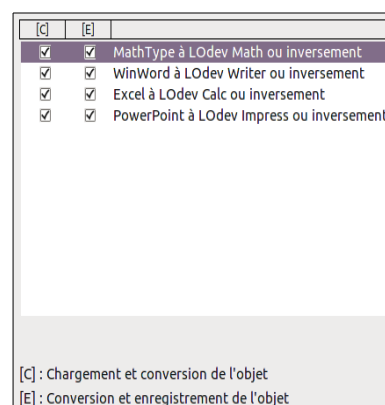 [C] [E]
MathType à LOdev Math ou inversement
WinWord à LOdev Writer ou inversement
Excel à LOdev Calc ou inversement
PowerPoint à LOdev Impress ou inversement
[C] : Chargement et conversion de l'objet
[E] : Conversion et enregistrement de l'objet